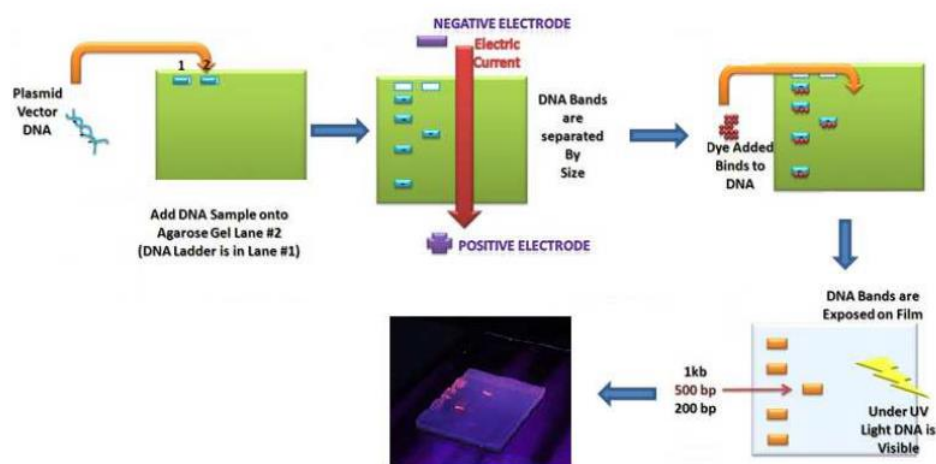 Plasmid
Vector
DNA
1 2
Add DNA Sample onto
Agarose Gel Lane #2
(DNA Ladder is in Lane #1)
NEGATIVE ELECTRODE
Electric
Current
DNA Bands
are
separated
By
Size
POSITIVE ELECTRODE
Dye Added
Binds to
DNA
DNA Bands are
Exposed on Film
1kb
500 bp
200 bp
Under UV
Light DNA is
Visible